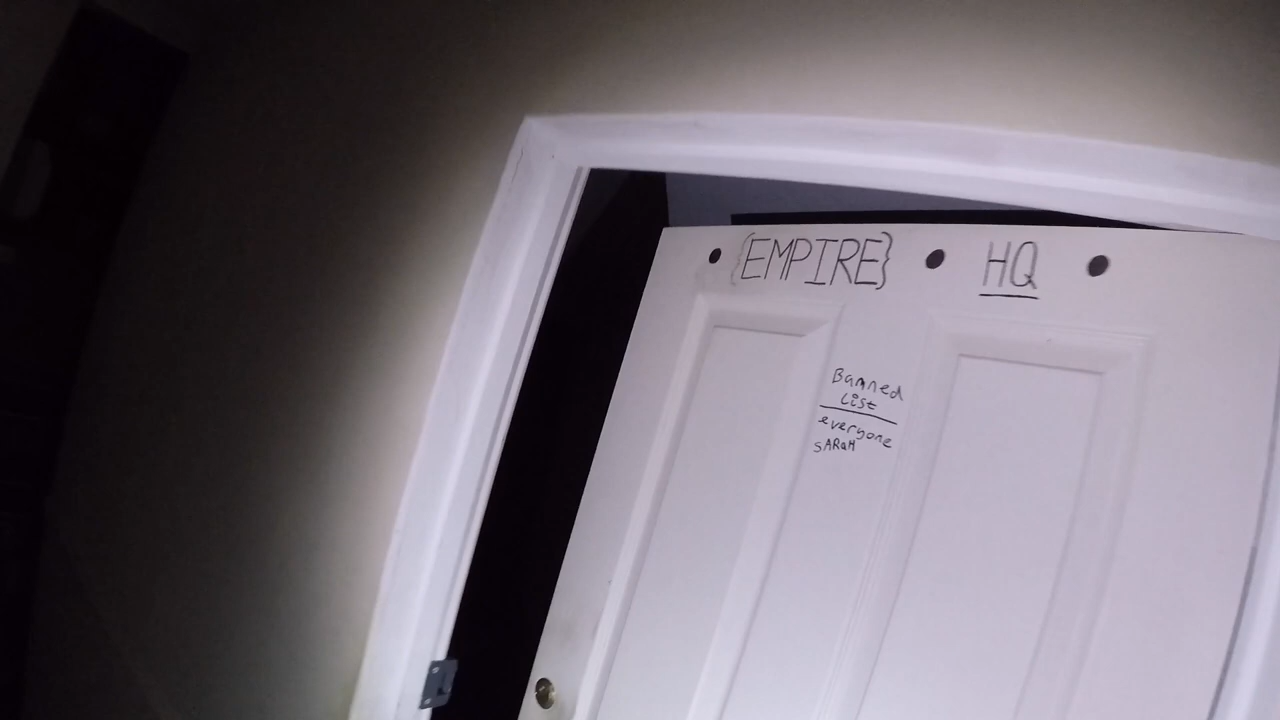 • {EMPIRE} • HQ •
Banned
List
everyone
SARaH